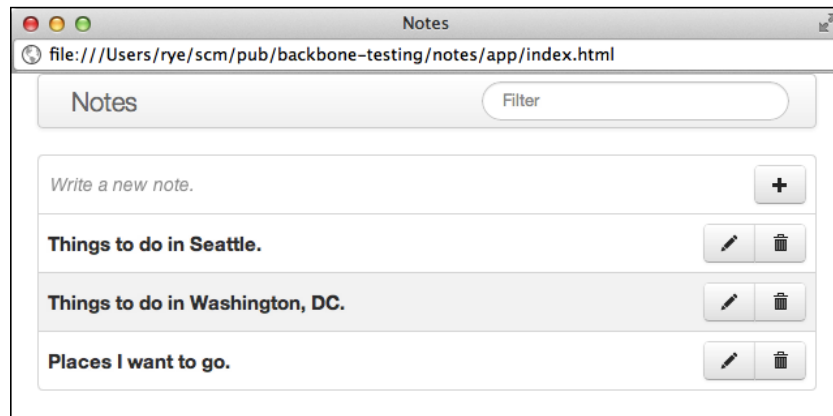 Notes
file:///Users/rye/scm/pub/backbone-testing/notes/app/index.html
Notes
Filter
Write a new note.
Things to do in Seattle.
Things to do in Washington, DC.
Places I want to go.